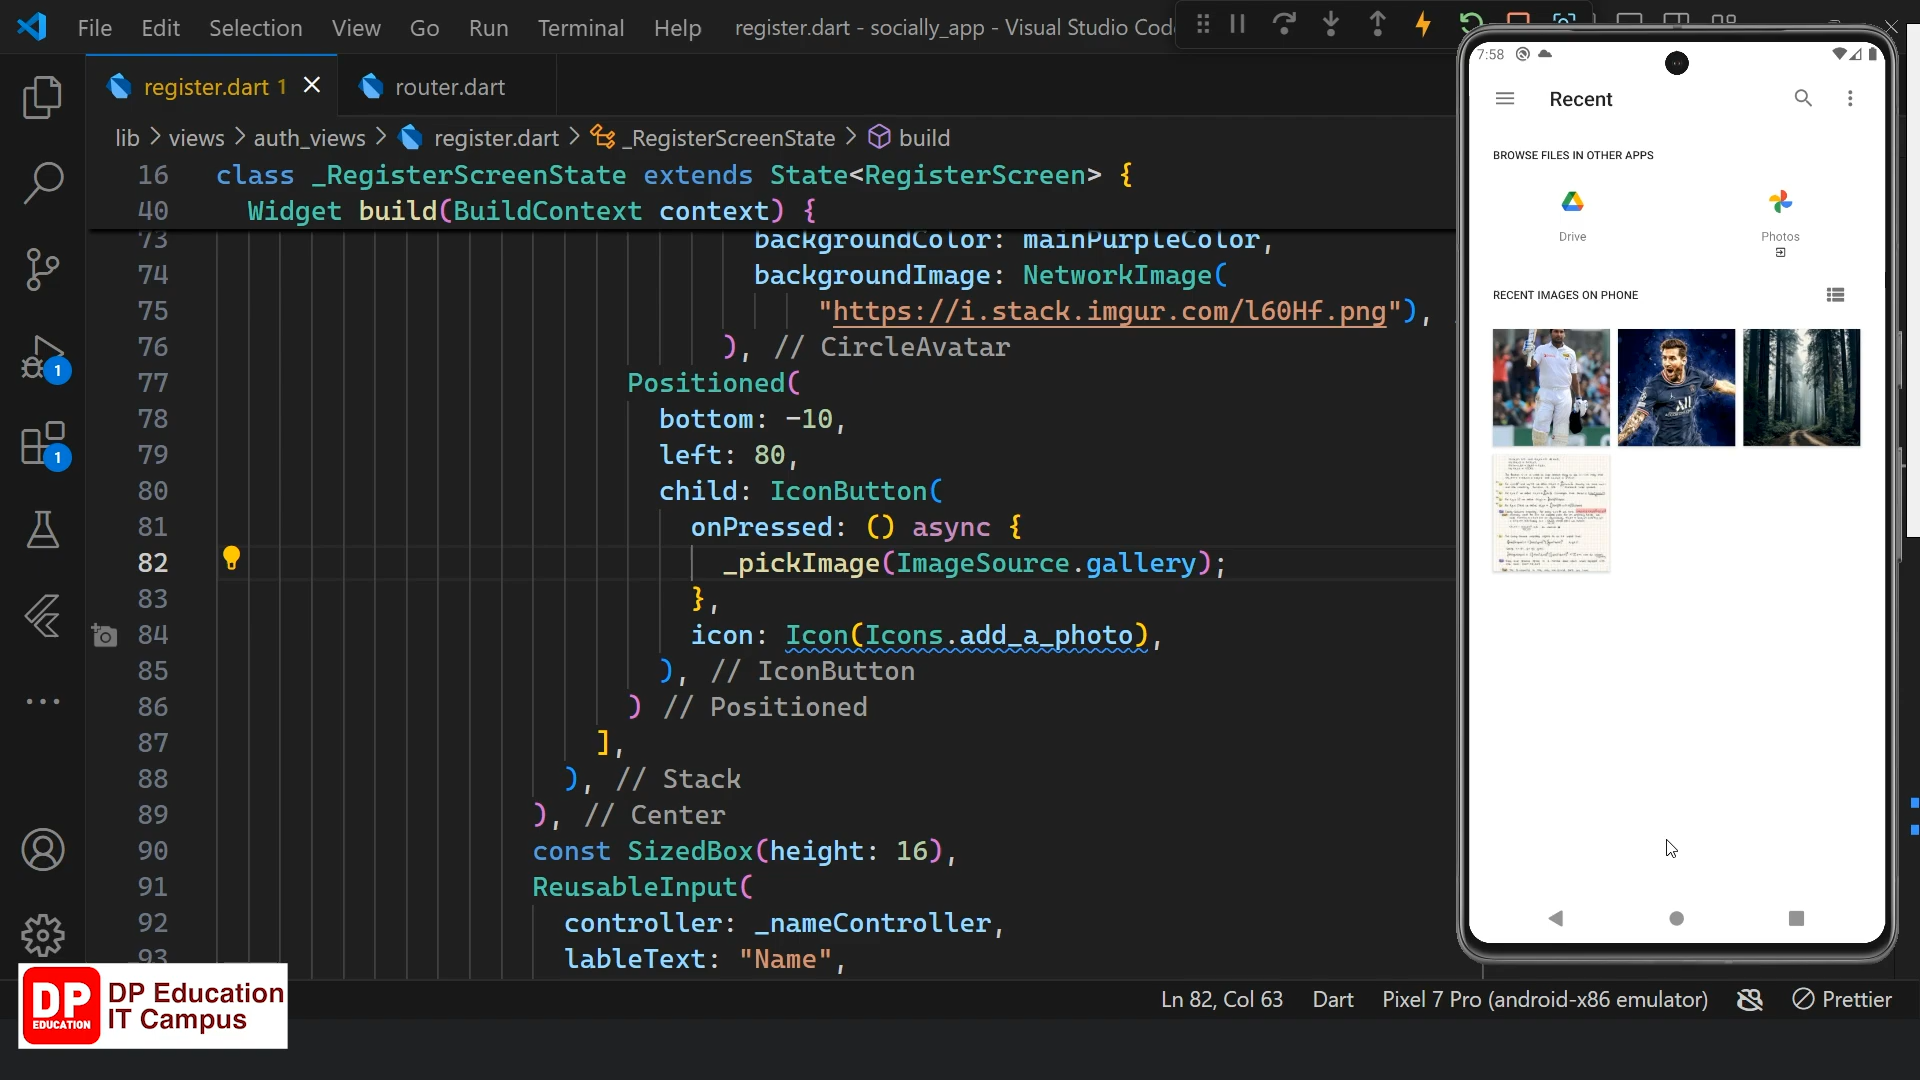 File Edit Selection View Go Run Terminal Help register.dart - socially_app - Visual Studio Cod
register.dart 1 router.dart
lib > views > auth_views > register.dart > _RegisterScreenState > build
16 class _RegisterScreenState extends State<RegisterScreen> {
40 Widget build(BuildContext context) {
73 backgroundColor: mainPurpleColor,
74 backgroundImage: NetworkImage(
75 "https://i.stack.imgur.com/l60Hf.png"),
76 ), // CircleAvatar
77 Positioned(
78 bottom: -10,
79 left: 80,
80 child: IconButton(
81 onPressed: () async {
82 _pickImage(ImageSource.gallery);
83 },
84 icon: Icon(Icons.add_a_photo),
85 ), // IconButton
86 ) // Positioned
87 ],
88 ), // Stack
89 ), // Center
90 const SizedBox(height: 16),
91 ReusableInput(
92 controller: _nameController,
93 lableText: "Name",
1
1
7:58
Recent
BROWSE FILES IN OTHER APPS
Drive Photos
RECENT IMAGES ON PHONE
DP EDUCATION
DP Education
IT Campus
Ln 82, Col 63 Dart Pixel 7 Pro (android-x86 emulator) Prettier